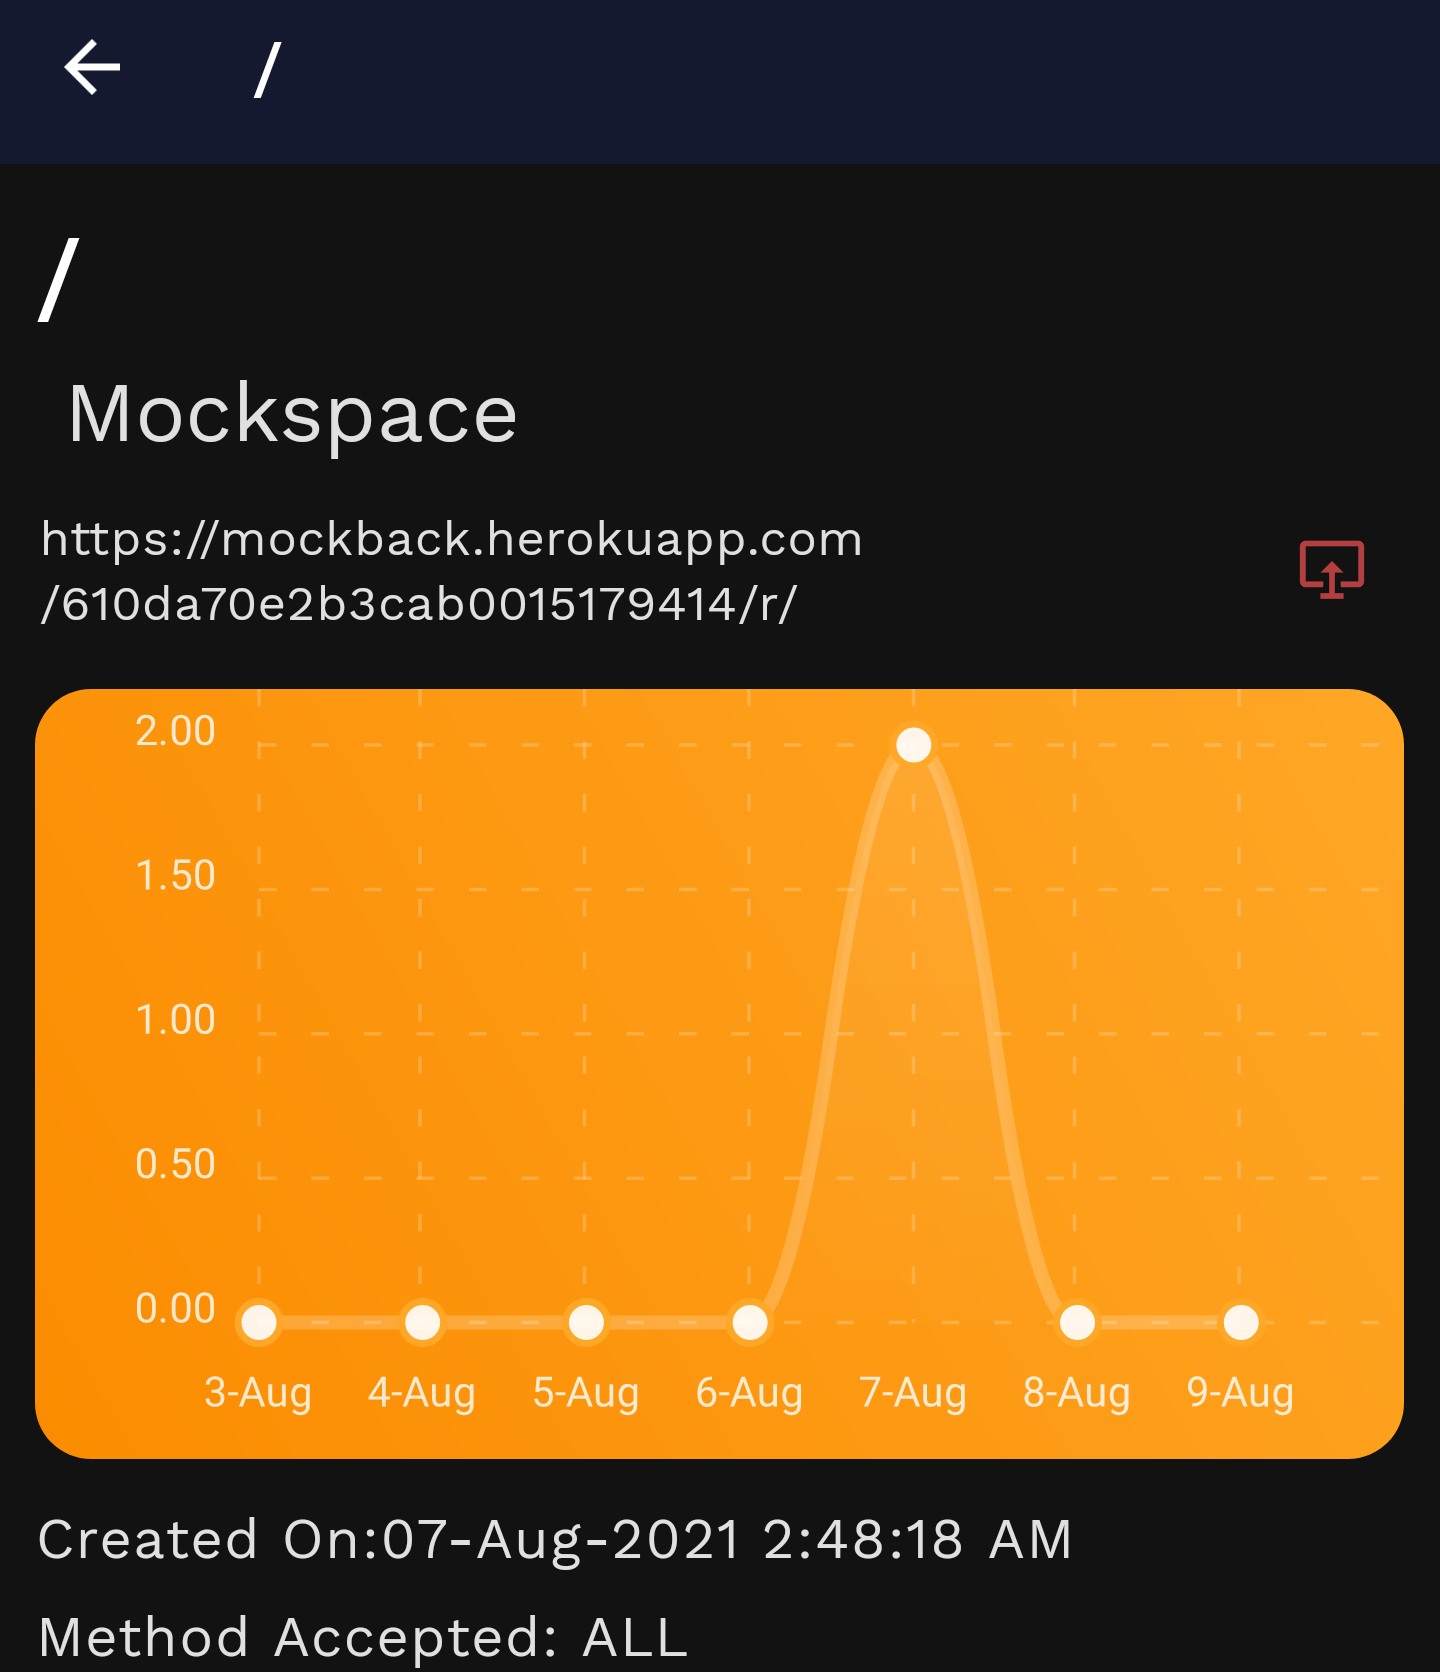 /
/
Mockspace
https://mockback.herokuapp.com
/610da70e2b3cab0015179414/r/
2.00
1.50
1.00
0.50
0.00
3-Aug 4-Aug 5-Aug 6-Aug 7-Aug 8-Aug 9-Aug
Created On:07-Aug-2021 2:48:18 AM
Method Accepted: ALL